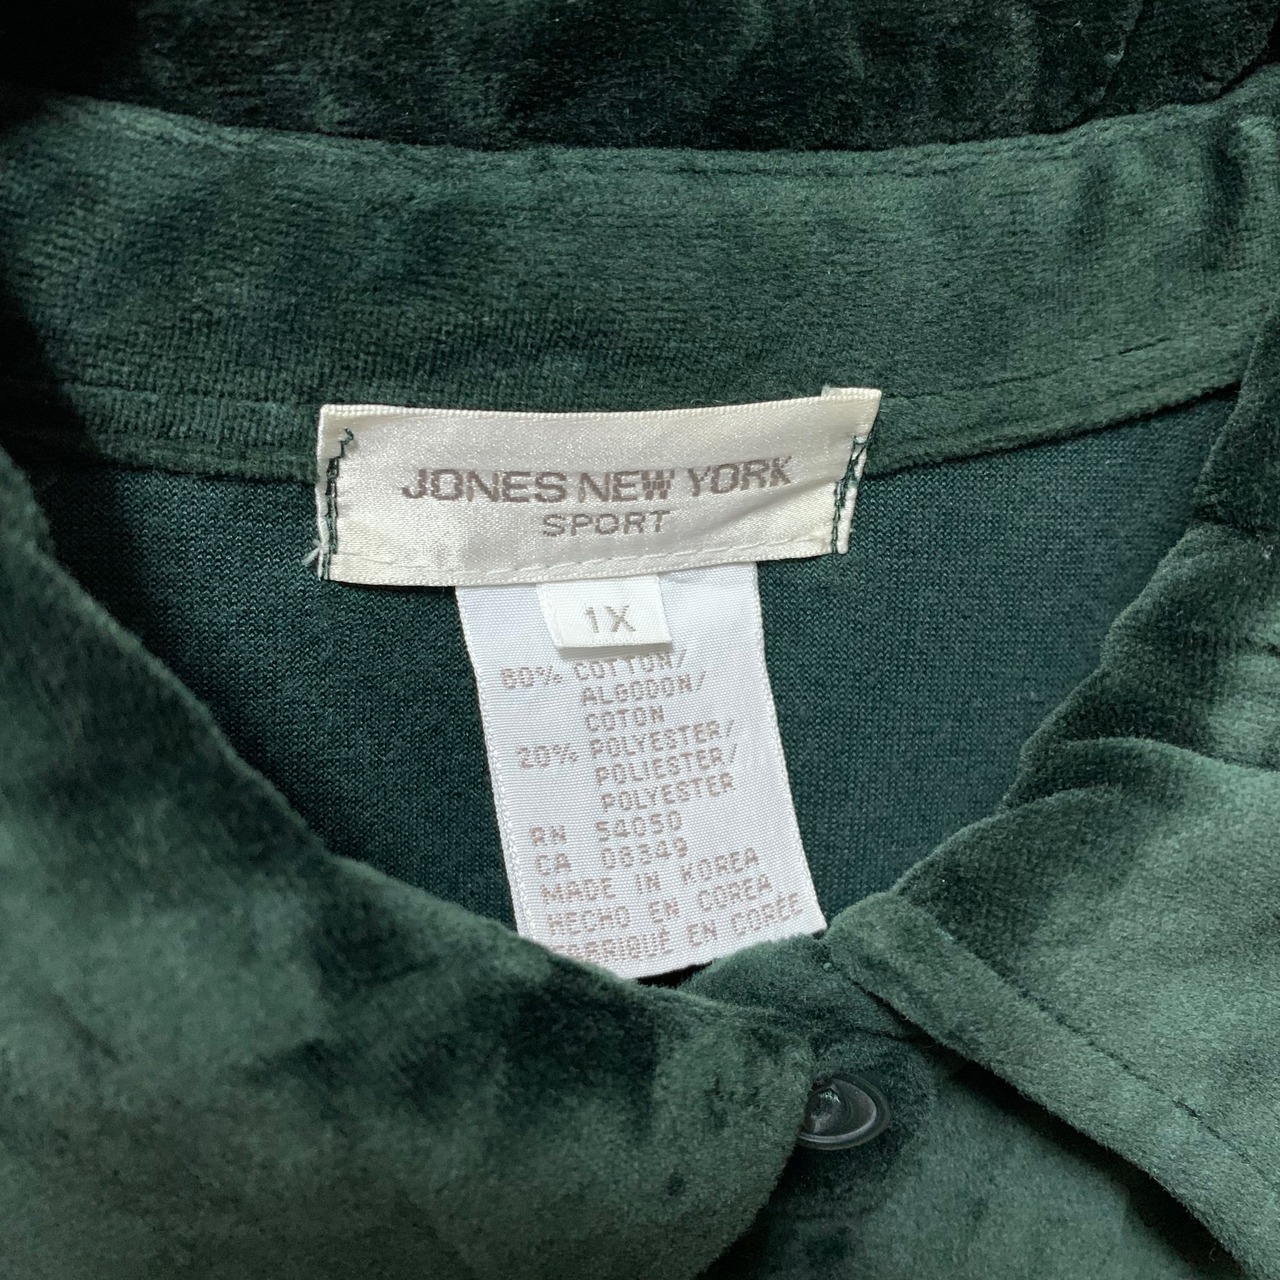 JONES NEW YORK
SPORT
1X
80% COTTON/
ALGODON/
COTON
20% POLYESTER/
POLIESTER/
POLYESTER
RN 54050
CA 08349
MADE IN KOREA
HECHO EN COREA
FABRIQUÉ EN CORÉE